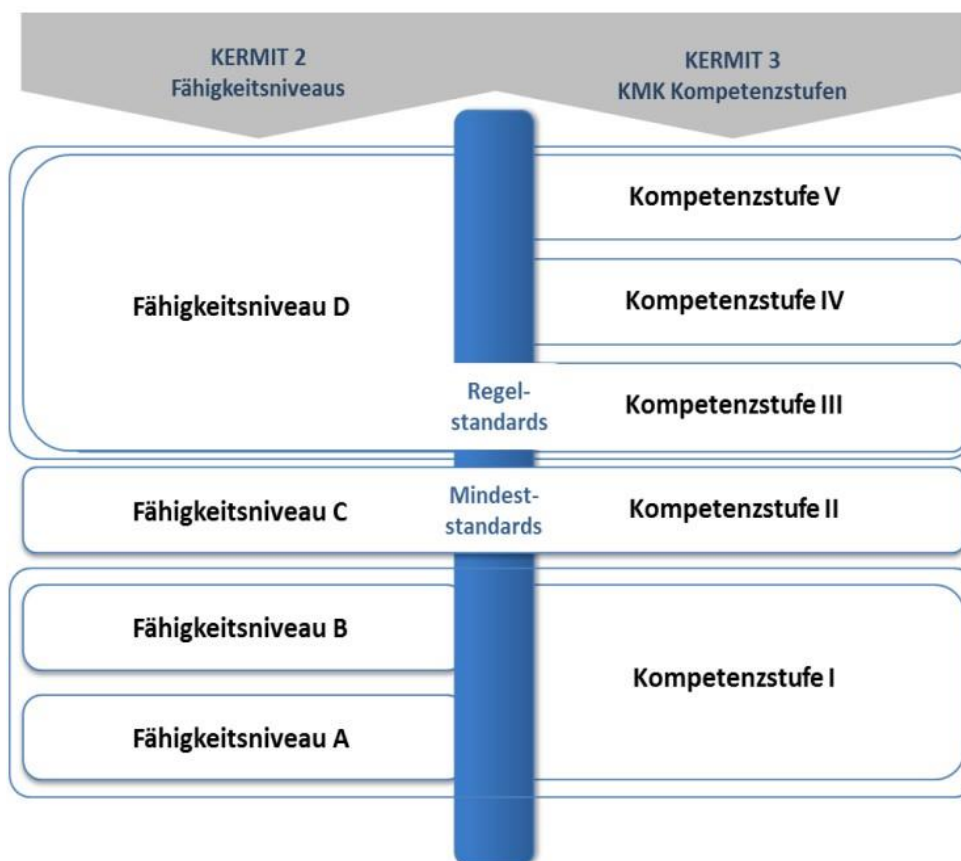 KERMIT 2
Fähigkeitsniveaus
KERMIT 3
KMK Kompetenzstufen
Kompetenzstufe V
Fähigkeitsniveau D
Kompetenzstufe IV
Regel-
standards
Kompetenzstufe III
Fähigkeitsniveau C
Mindest-
standards
Kompetenzstufe II
Fähigkeitsniveau B
Kompetenzstufe I
Fähigkeitsniveau A